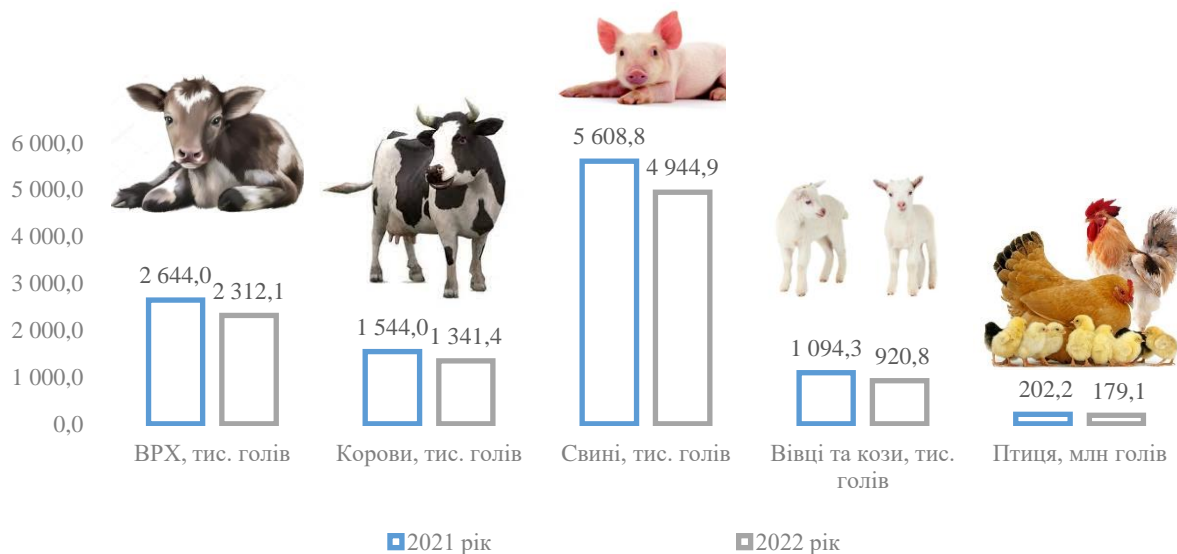 6 000,0
5 000,0
4 000,0
3 000,0
2 000,0
1 000,0
0,0
2 644,0
2 312,1
1 544,0
1 341,4
5 608,8
4 944,9
1 094,3
920,8
202,2
179,1
ВРХ, тис. голів
Корови, тис. голів
Свині, тис. голів
Вівці та кози, тис.
голів
Птиця, млн голів
2021 рік
2022 рік